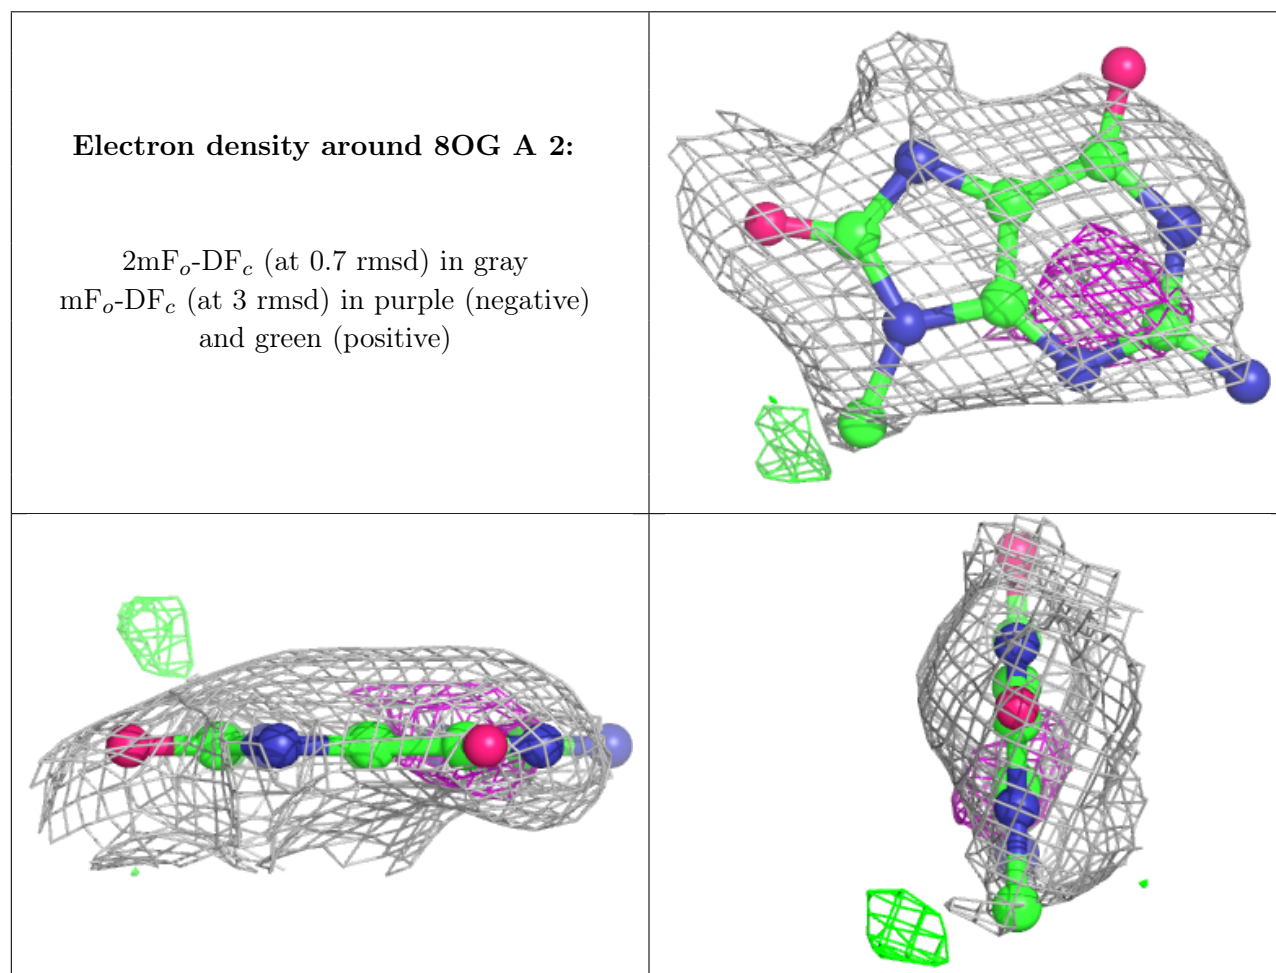 Electron density around 8OG A 2:
2mFo-DFc (at 0.7 rmsd) in gray
mFo-DFc (at 3 rmsd) in purple (negative)
and green (positive)